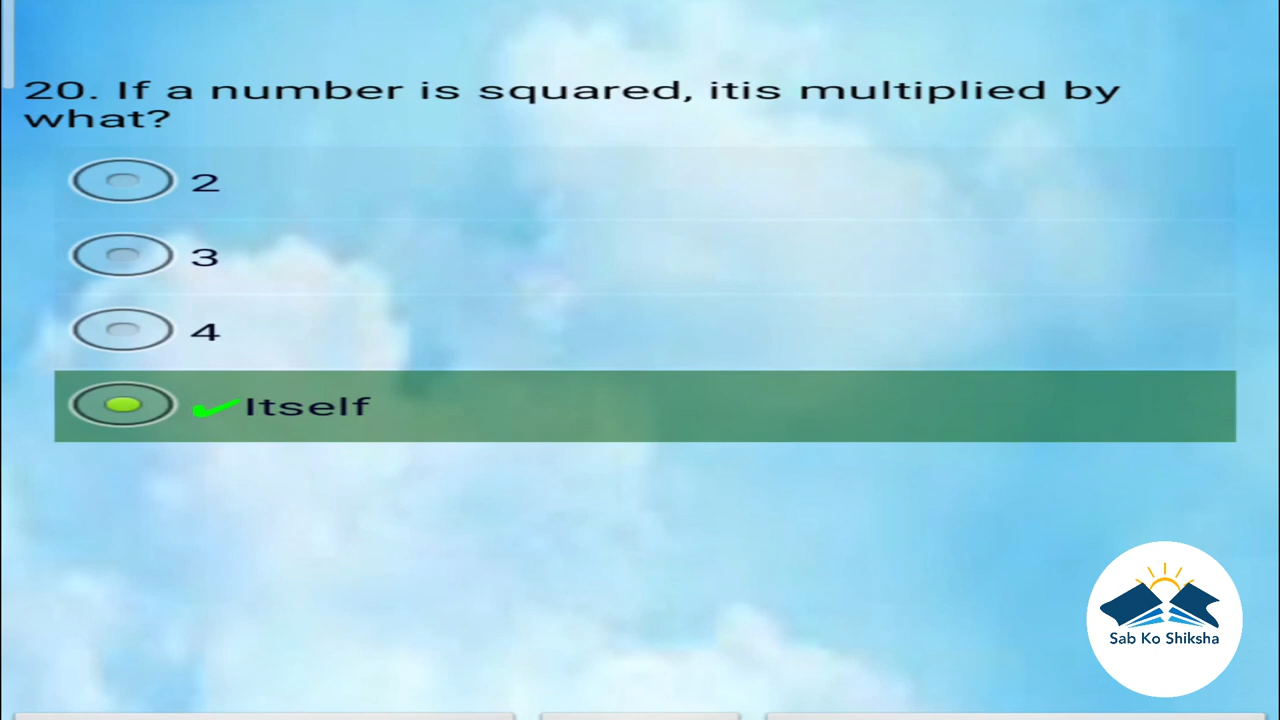 20. If a number is squared, itis multiplied by
what?
2
3
4
Itself
Sab Ko Shiksha